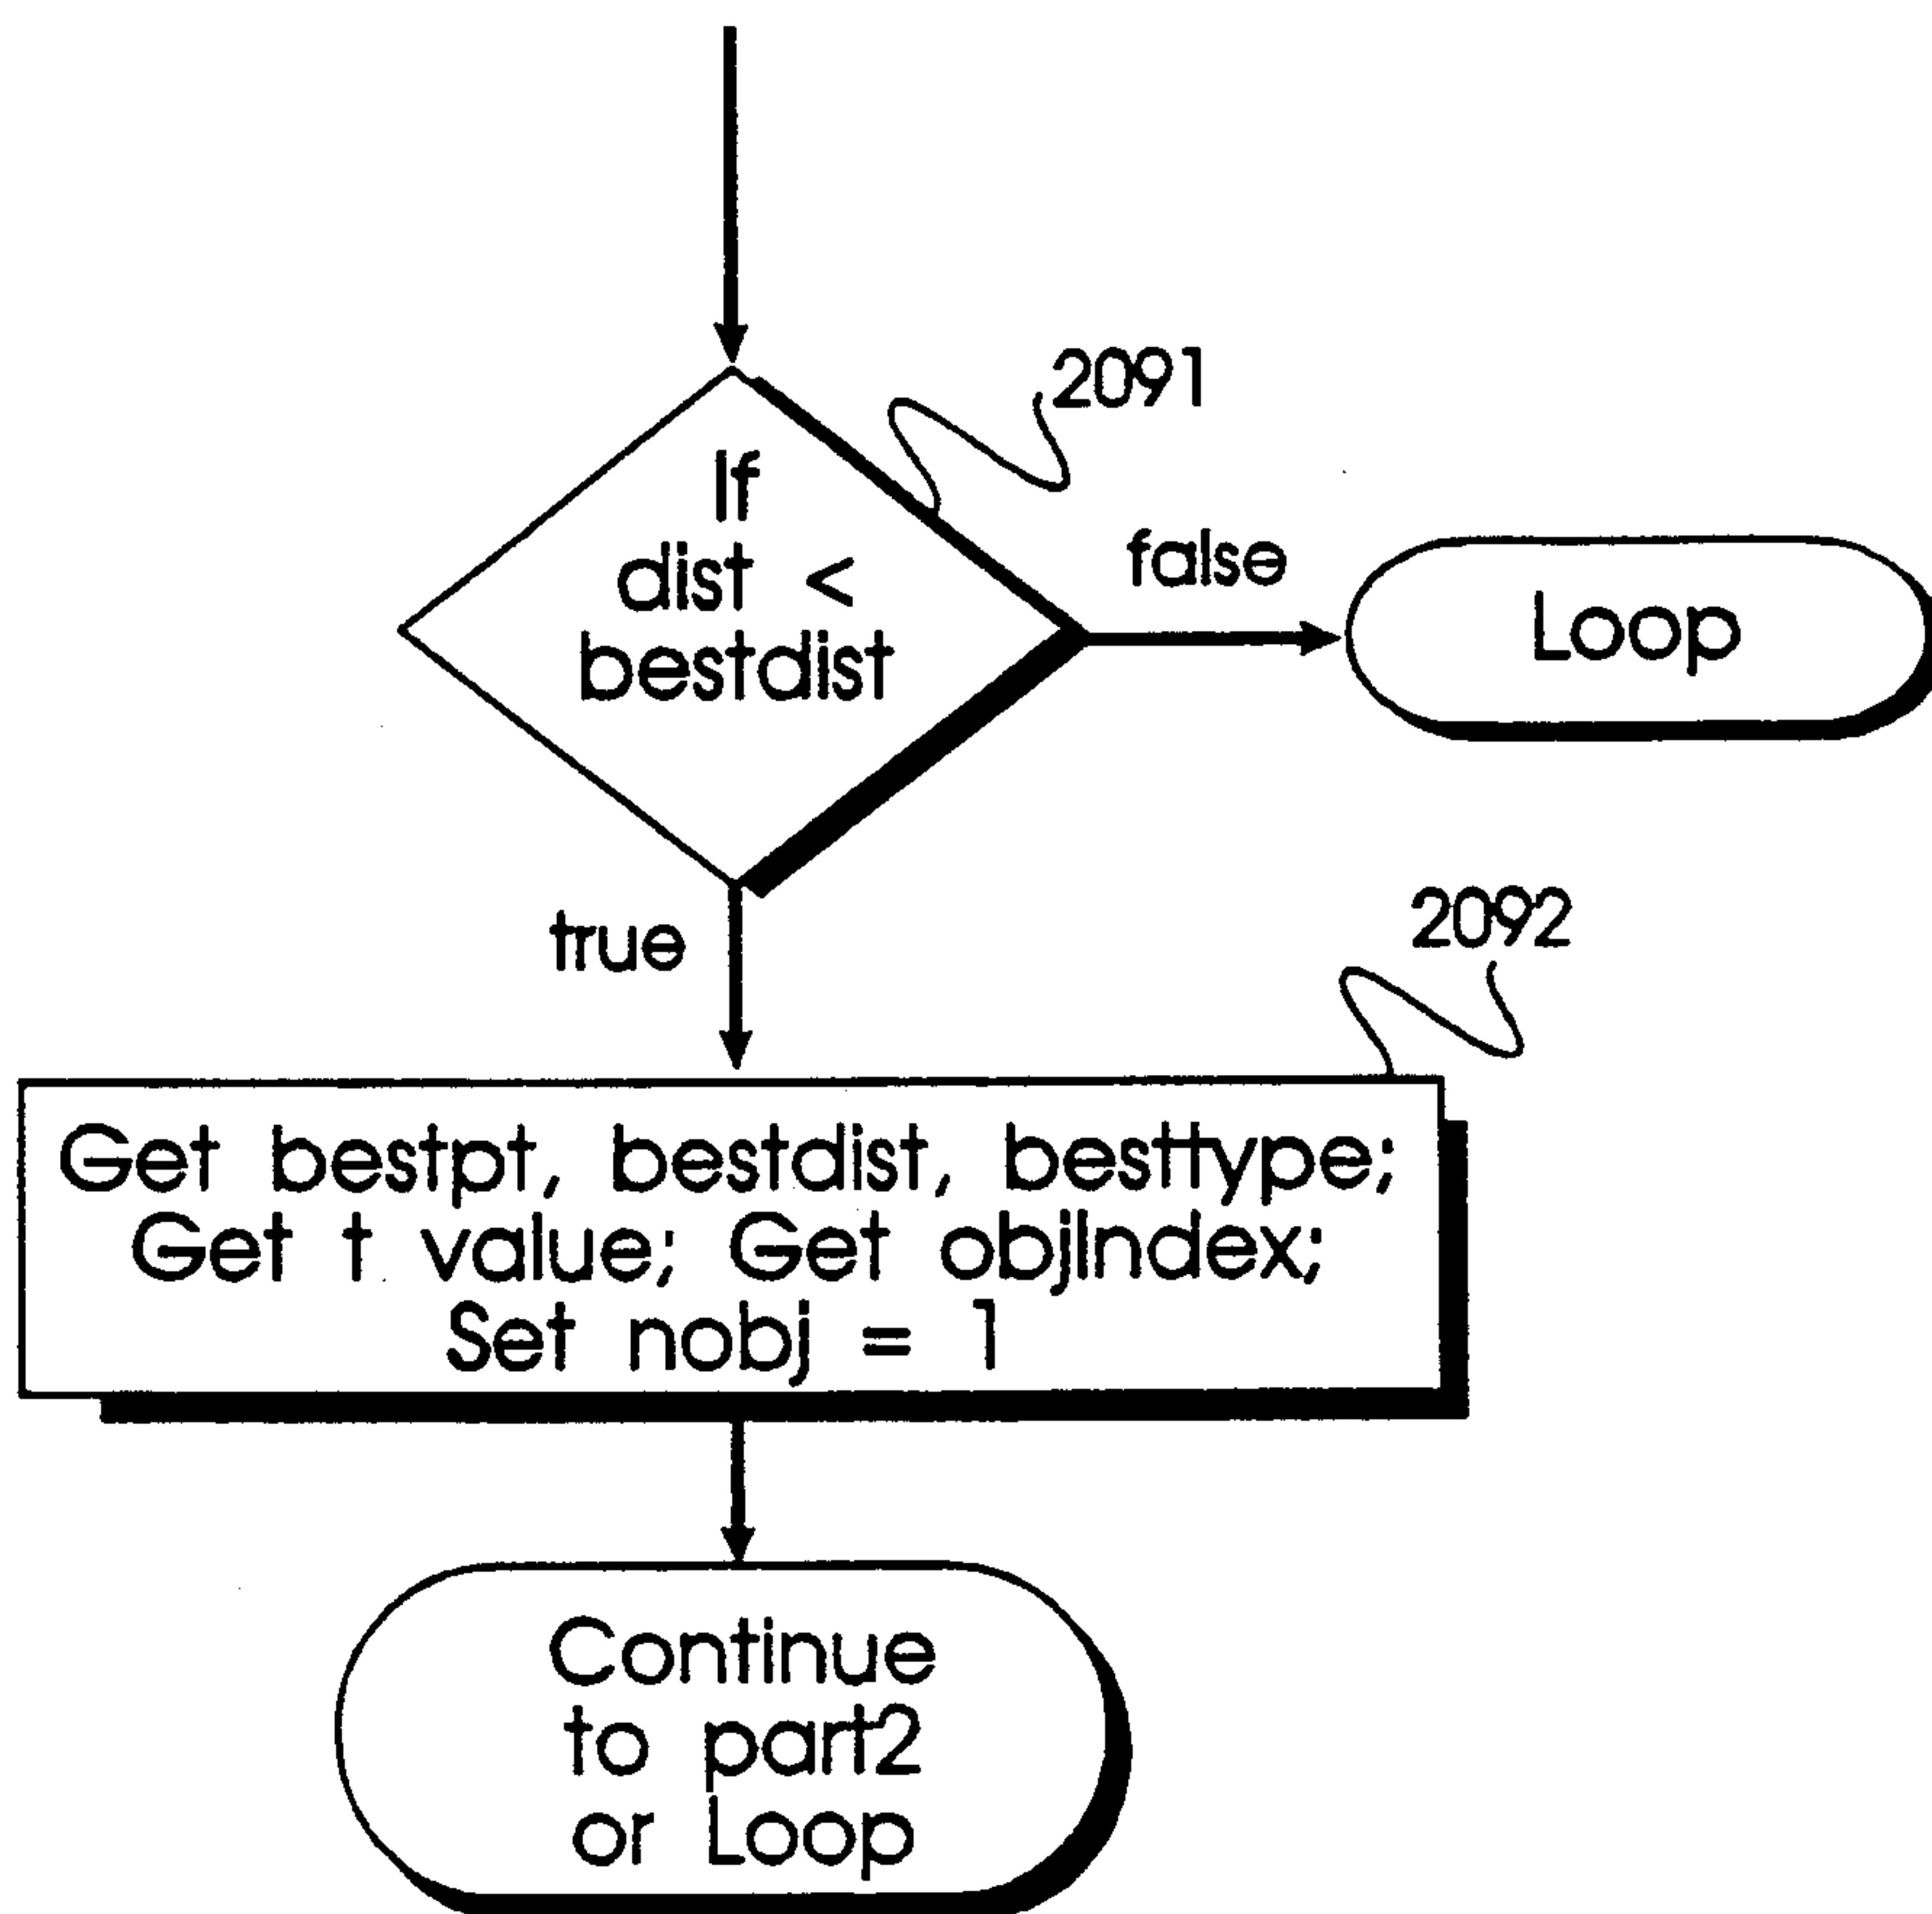 2091
If
dist <
bestdist
false
Loop
true
2092
Get bestpt, bestdist, besttype;
Get t value; Get objIndex;
Set nobj = 1
Continue
to part2
or Loop